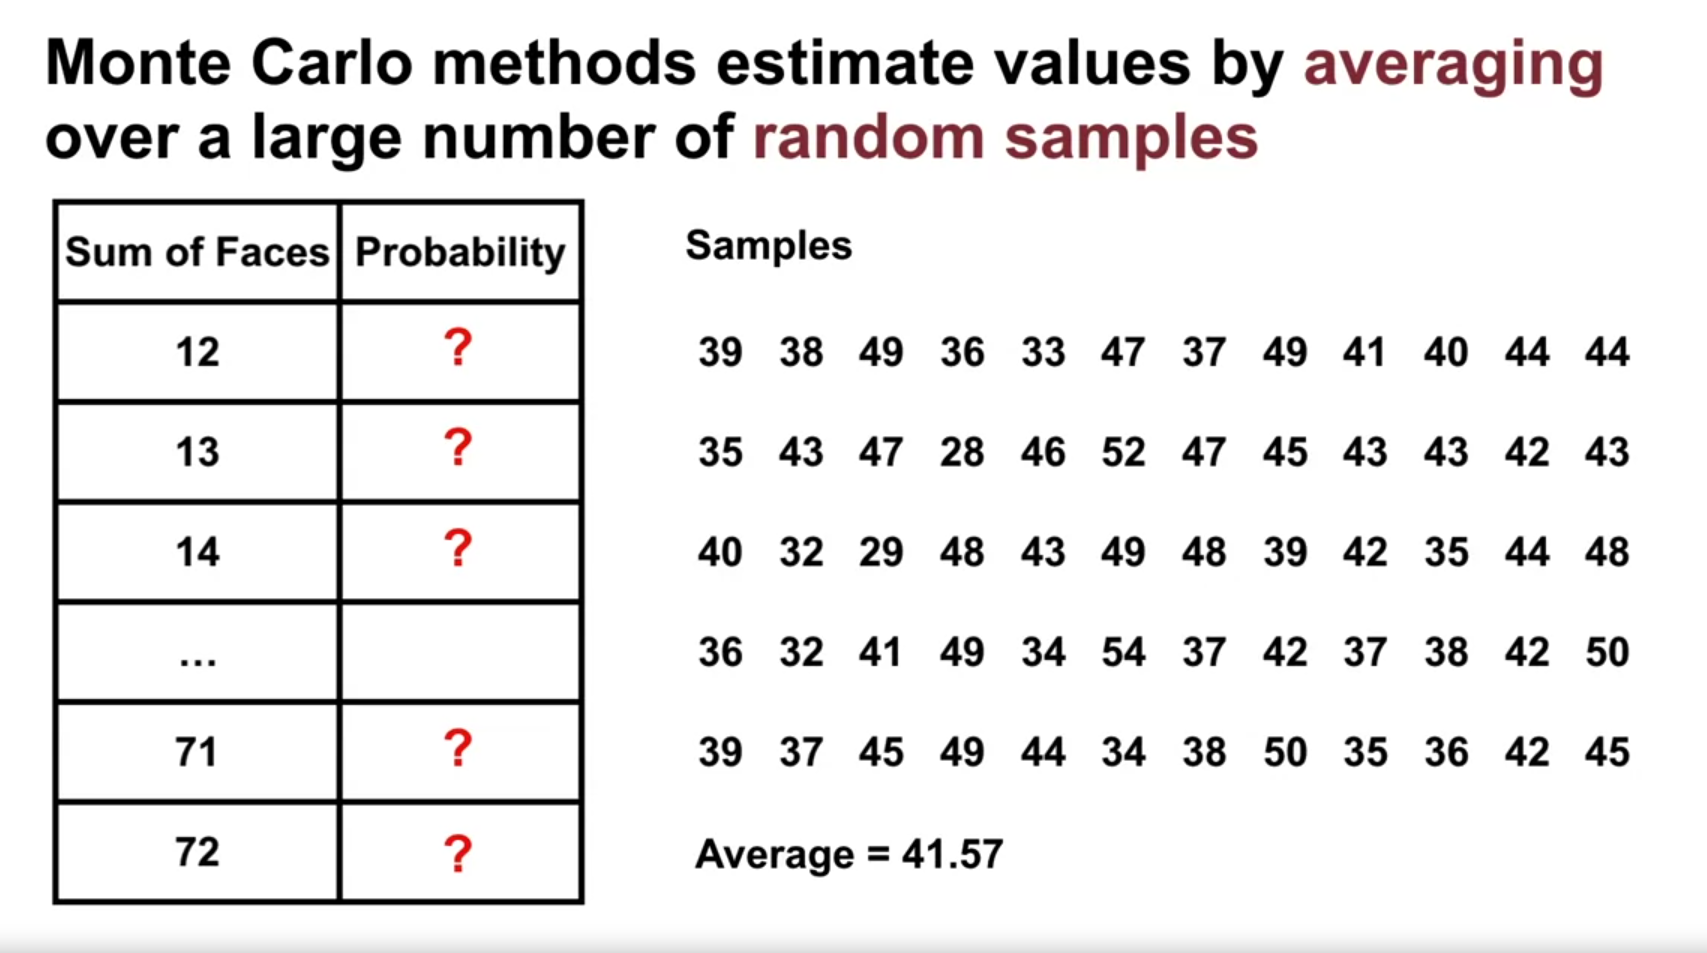 Monte Carlo methods estimate values by averaging
over a large number of random samples
Sum of Faces Probability
12 ?
13 ?
14 ?
...
71 ?
72 ?
Samples
39 38 49 36 33 47 37 49 41 40 44 44
35 43 47 28 46 52 47 45 43 43 42 43
40 32 29 48 43 49 48 39 42 35 44 48
36 32 41 49 34 54 37 42 37 38 42 50
39 37 45 49 44 34 38 50 35 36 42 45
Average = 41.57